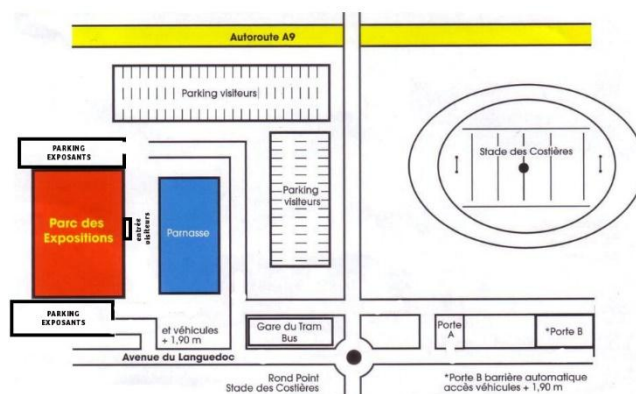 Autoroute A9
Parking visiteurs
PARKING
EXPOSANTS
Stade des Costières
Parking
visiteurs
Parc des
Expositions
entrée
visiteurs
Parnasse
PARKING
EXPOSANTS
et véhicules
+ 1,90 m
Gare du Tram
Bus
Porte
A
*Porte B
Avenue du Languedoc
Rond Point
Stade des Costières
*Porte B barrière automatique
accès véhicules + 1,90 m